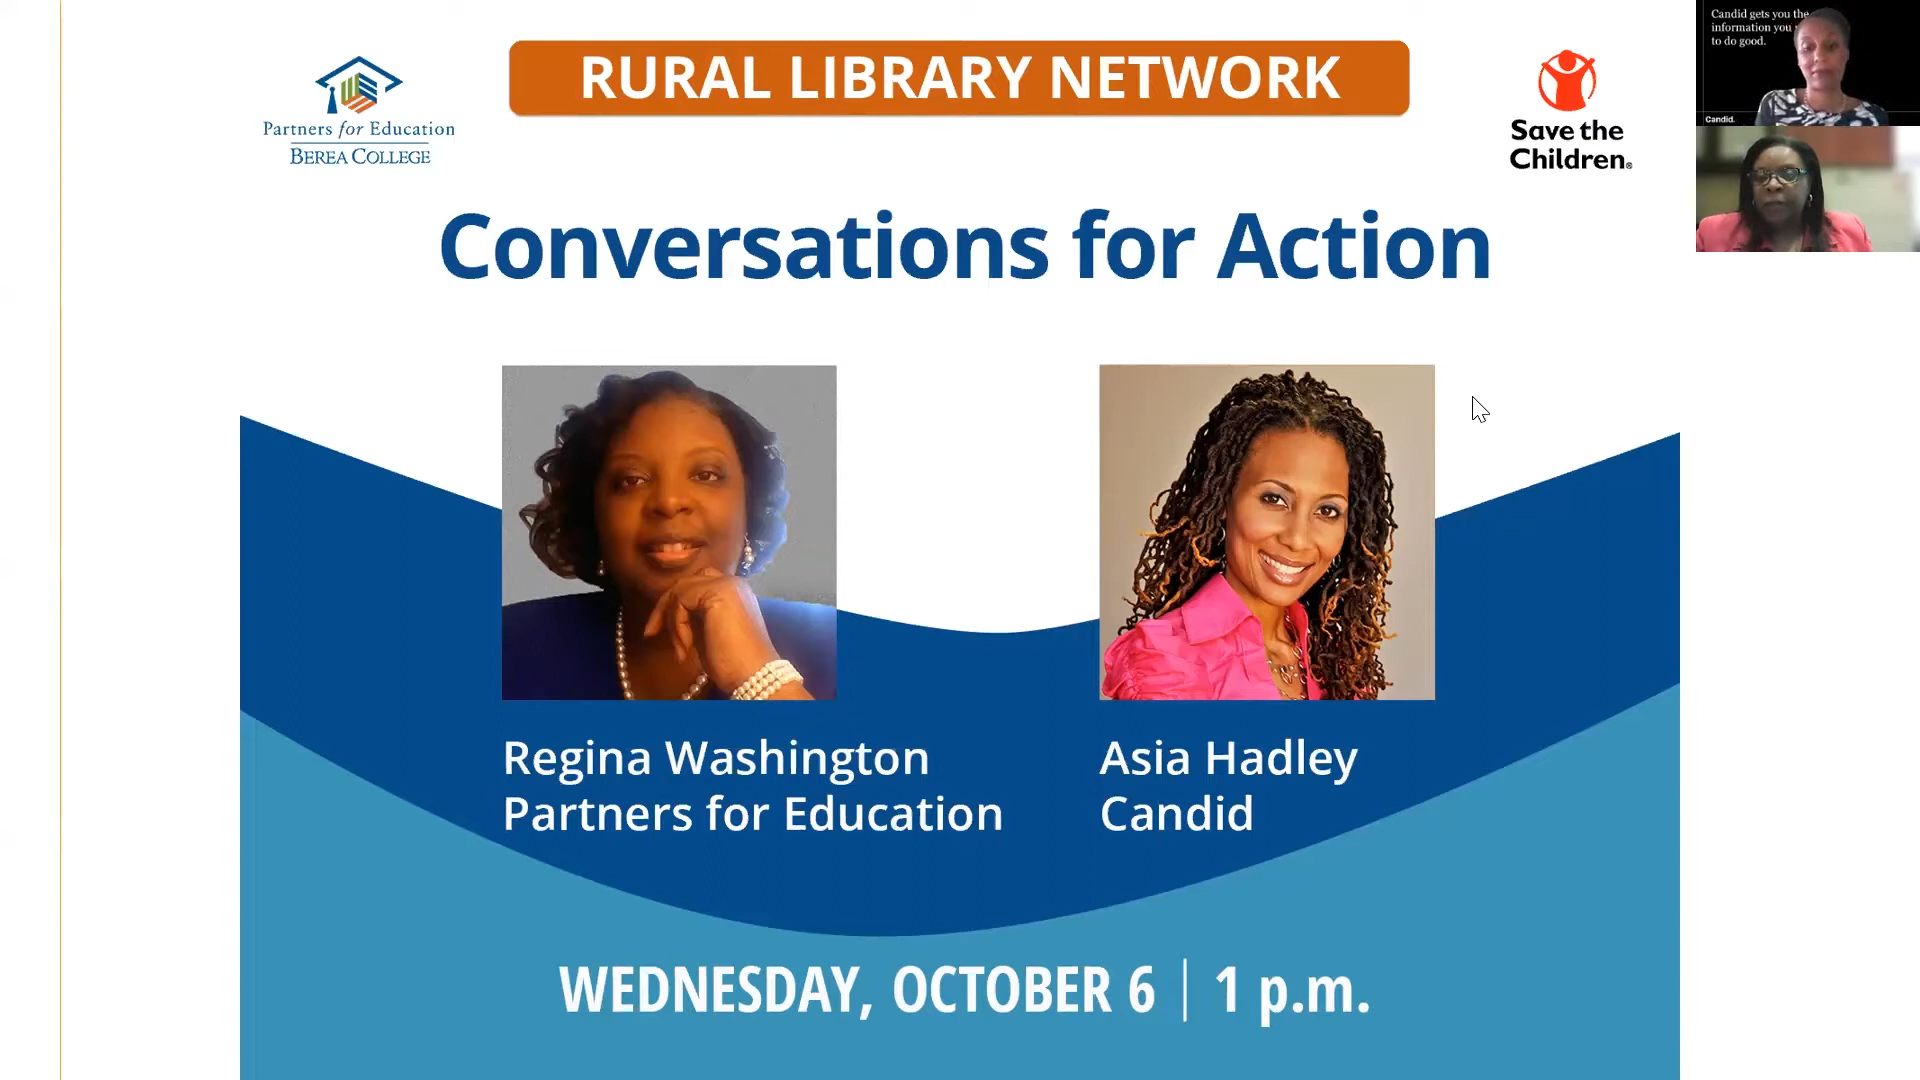 RURAL LIBRARY NETWORK
Partners for Education
BEREA COLLEGE
Save the
Children®
Candid gets you the
information you
to do good.
Candid.
Conversations for Action
Regina Washington
Partners for Education
Asia Hadley
Candid
WEDNESDAY, OCTOBER 6 | 1 p.m.